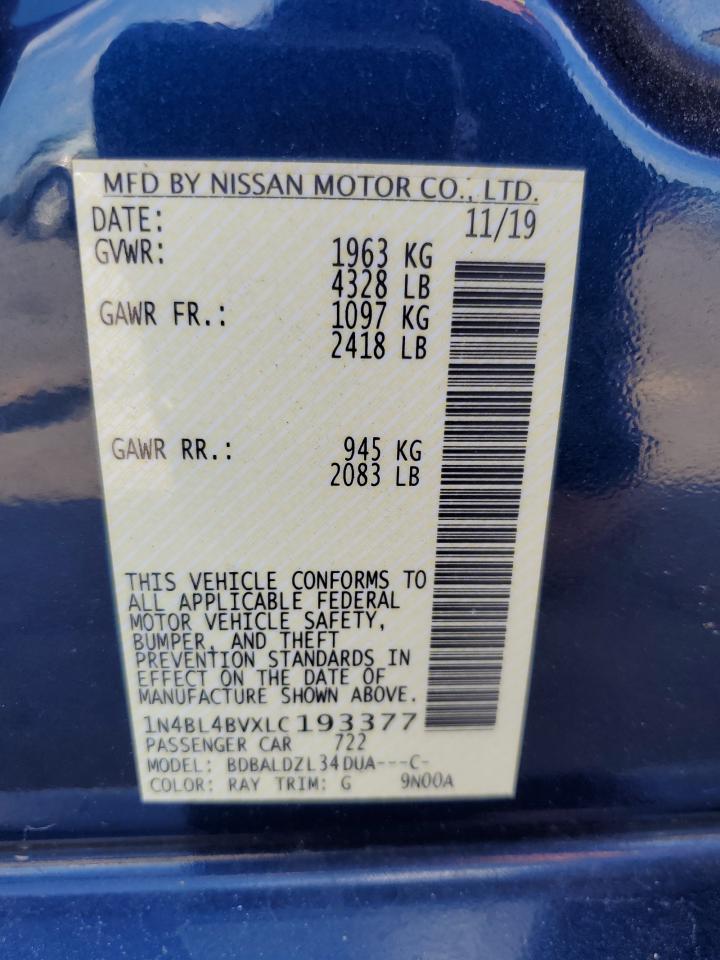 MFD BY NISSAN MOTOR CO., LTD.
DATE: 11/19
GVWR: 1963 KG
4328 LB
GAWR FR.: 1097 KG
2418 LB
GAWR RR.: 945 KG
2083 LB
THIS VEHICLE CONFORMS TO
ALL APPLICABLE FEDERAL
MOTOR VEHICLE SAFETY,
BUMPER, AND THEFT
PREVENTION STANDARDS IN
EFFECT ON THE DATE OF
MANUFACTURE SHOWN ABOVE.
1N4BL4BVXLC193377
PASSENGER CAR 722
MODEL: BDBALDZL34DUA---C-
COLOR: RAY TRIM: G 9N00A